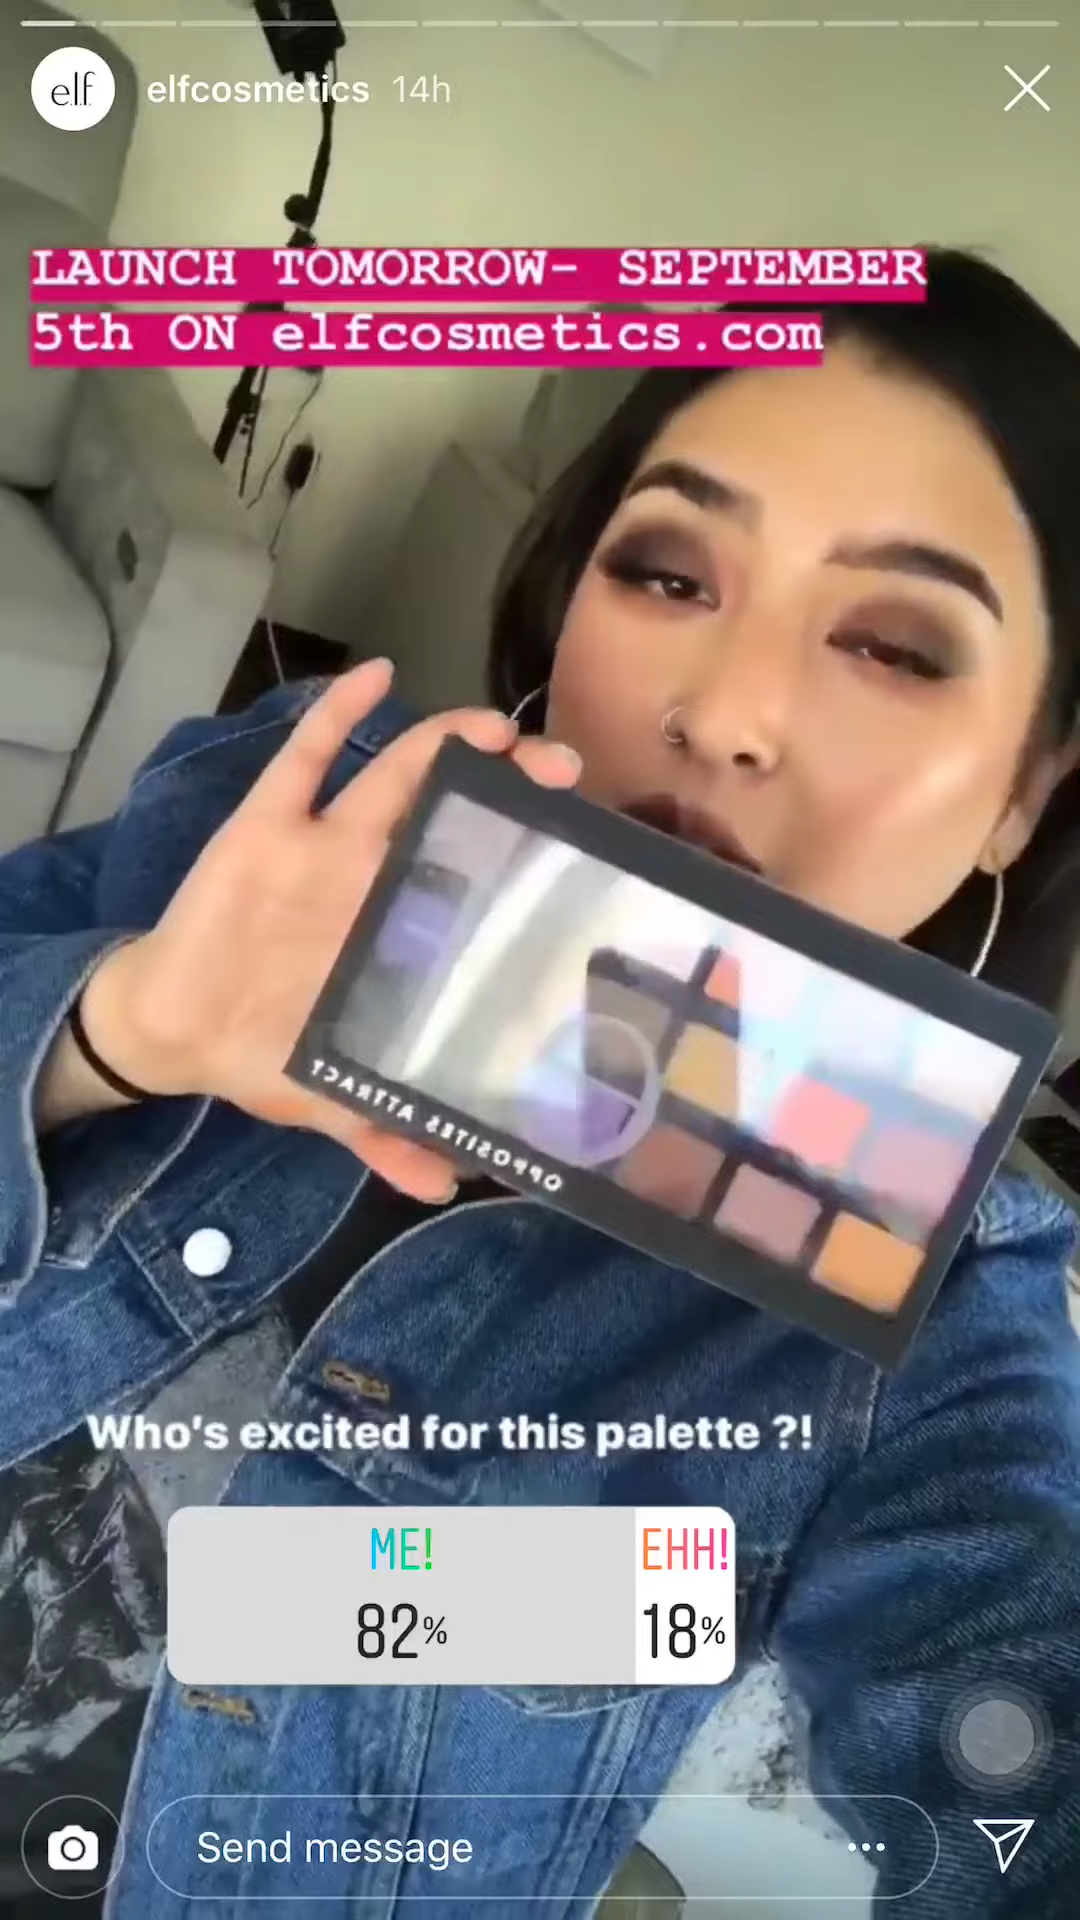 elf
elfcosmetics 14h
LAUNCH TOMORROW- SEPTEMBER
5th ON elfcosmetics.com
OPPOSITES ATTRACT
Who's excited for this palette ?!
ME! EHH!
82% 18%
Send message